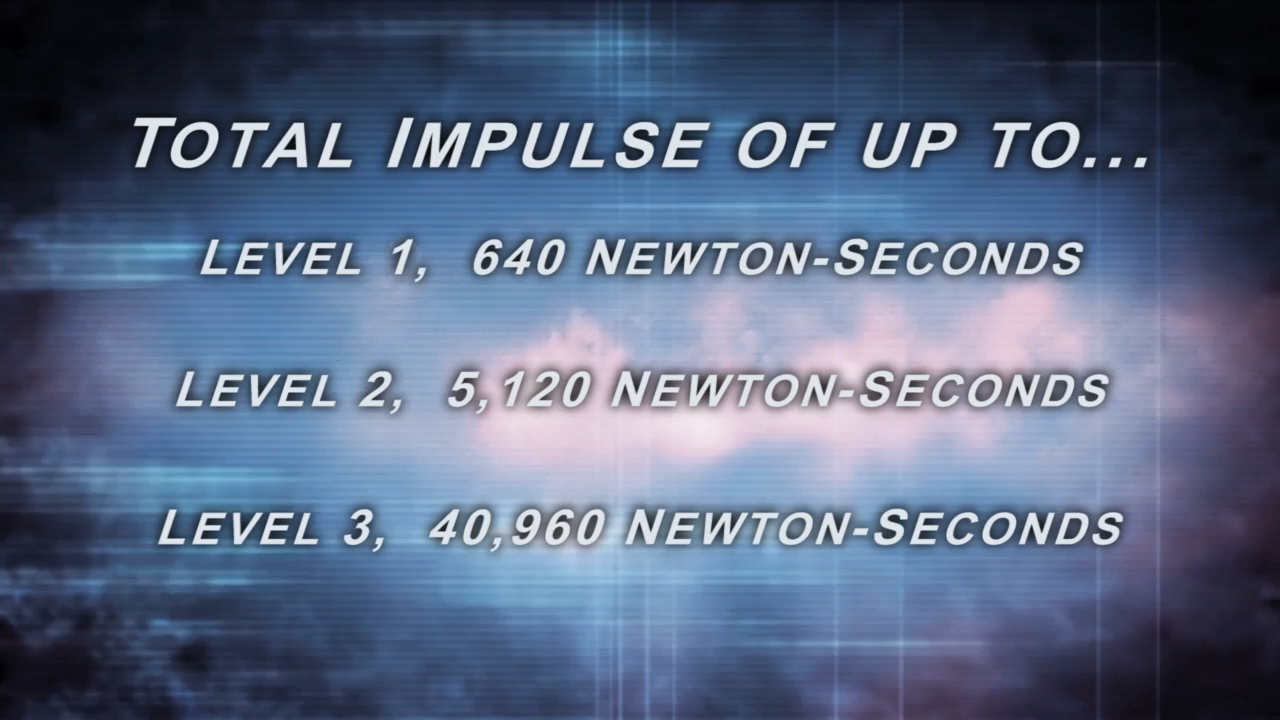 Total Impulse of up to...
Level 1, 640 Newton-Seconds
Level 2, 5,120 Newton-Seconds
Level 3, 40,960 Newton-Seconds